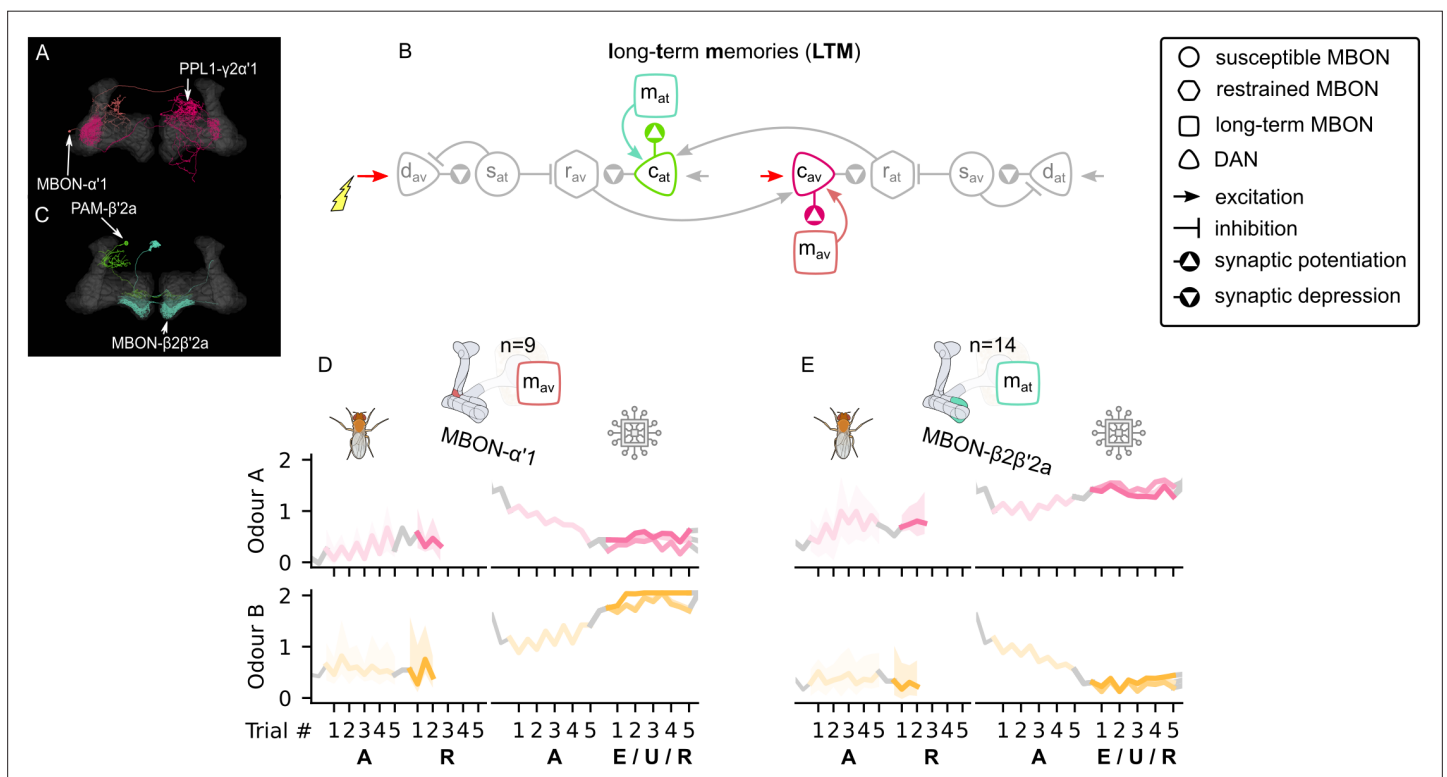 A
PPL1-γ2α'1
MBON-α'1
C
PAM-β'2a
MBON-β2β'2a
B
long-term memories (LTM)
m_at
d_av
s_at
r_av
c_at
c_av
r_at
s_av
d_at
m_av
susceptible MBON
restrained MBON
long-term MBON
DAN
excitation
inhibition
synaptic potentiation
synaptic depression
D
n=9
m_av
MBON-α'1
E
n=14
m_at
MBON-β2β'2a
Odour A
2
1
0
Odour B
2
1
0
Trial # 1 2 3 4 5 1 2 3 4 5 1 2 3 4 5 1 2 3 4 5 1 2 3 4 5 1 2 3 4 5 1 2 3 4 5 1 2 3 4 5
A R A E / U / R A R A E / U / R